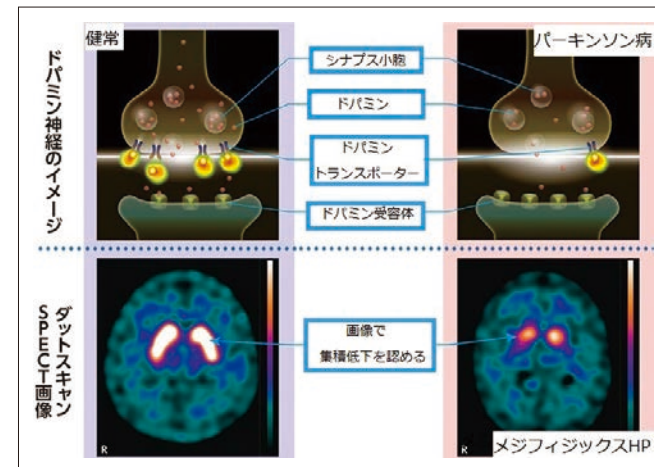 健常
パーキンソン病
ドパミン神経のイメージ
シナプス小胞
ドパミン
ドパミン
トランスポーター
ドパミン受容体
ダットスキャン
SPECT画像
画像で
集積低下を認める
R
R
メジフィジックスHP